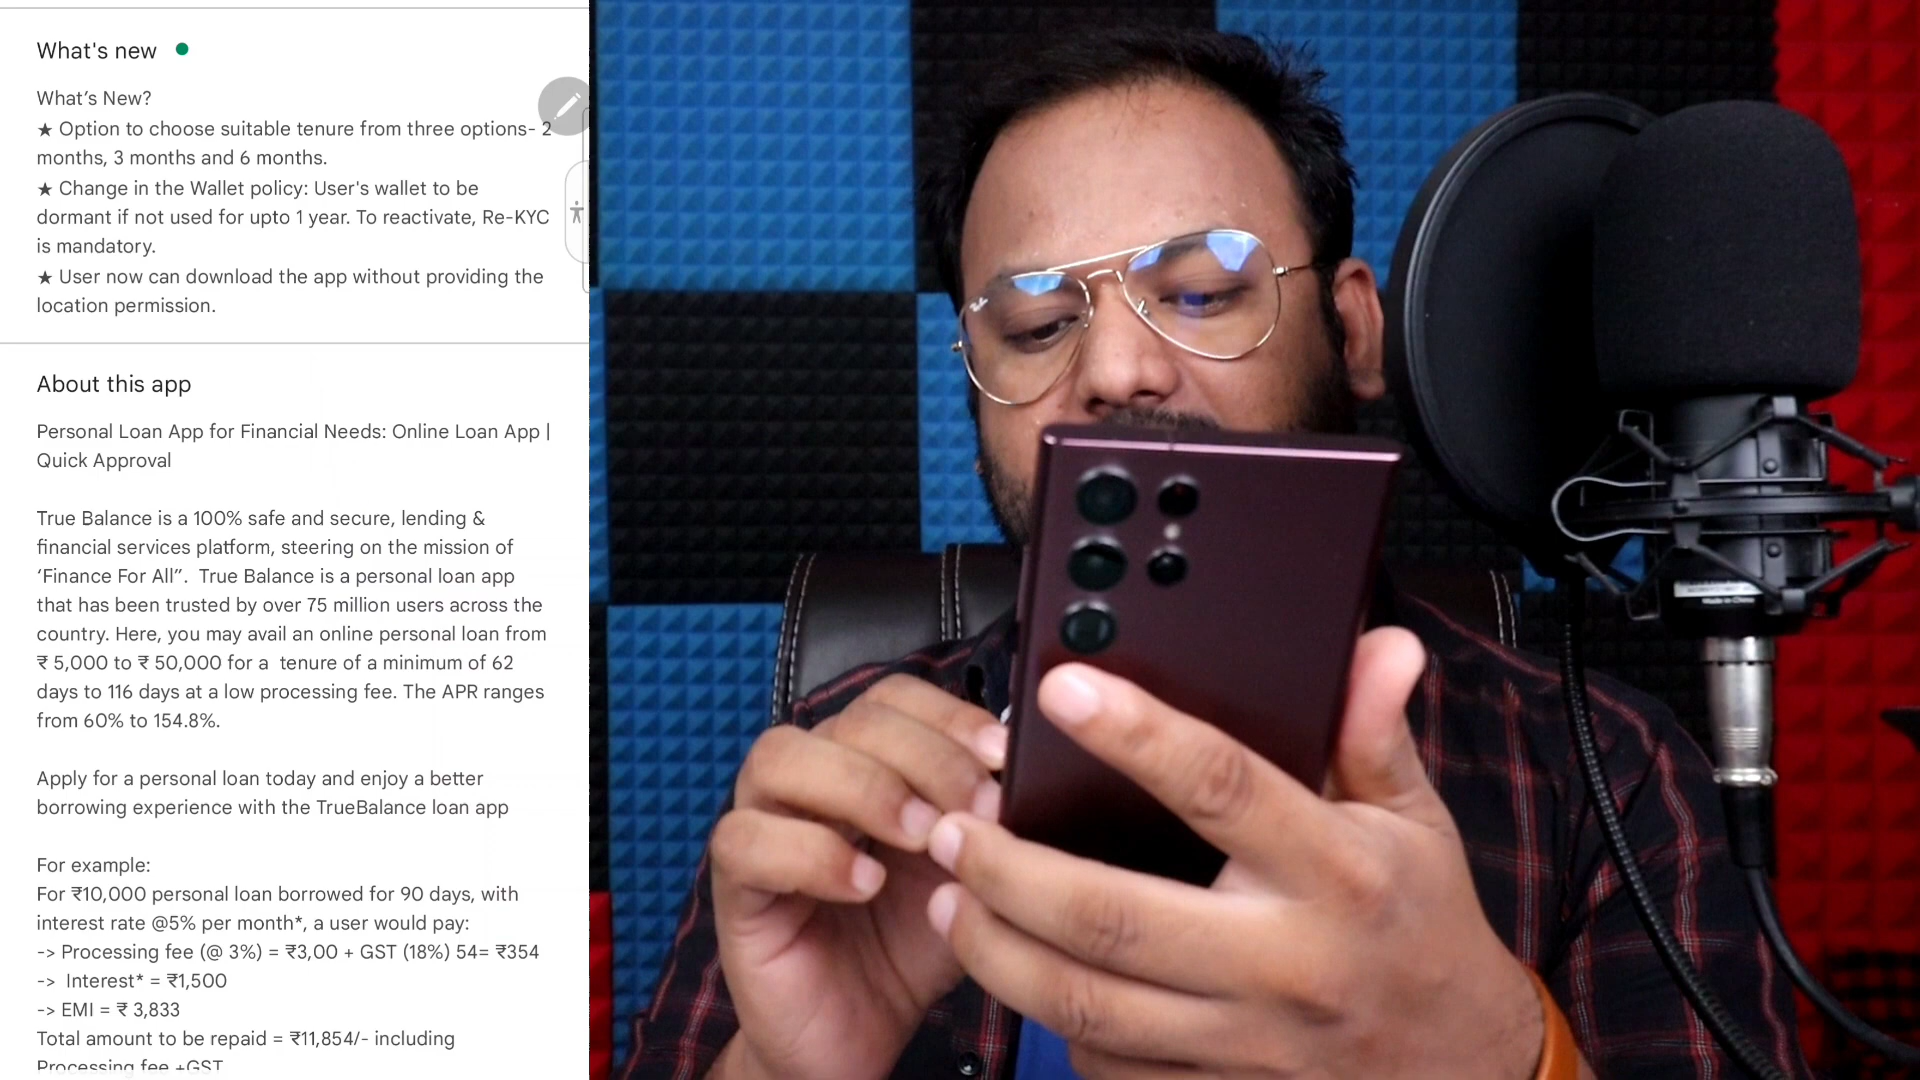 What's new
What's New?
★ Option to choose suitable tenure from three options- 2
months, 3 months and 6 months.
★ Change in the Wallet policy: User's wallet to be
dormant if not used for upto 1 year. To reactivate, Re-KYC
is mandatory.
★ User now can download the app without providing the
location permission.
About this app
Personal Loan App for Financial Needs: Online Loan App |
Quick Approval
True Balance is a 100% safe and secure, lending &
financial services platform, steering on the mission of
‘Finance For All”.  True Balance is a personal loan app
that has been trusted by over 75 million users across the
country. Here, you may avail an online personal loan from
₹ 5,000 to ₹ 50,000 for a  tenure of a minimum of 62
days to 116 days at a low processing fee. The APR ranges
from 60% to 154.8%.
Apply for a personal loan today and enjoy a better
borrowing experience with the TrueBalance loan app
For example:
For ₹10,000 personal loan borrowed for 90 days, with
interest rate @5% per month*, a user would pay:
-> Processing fee (@ 3%) = ₹3,00 + GST (18%) 54= ₹354
->  Interest* = ₹1,500
-> EMI = ₹ 3,833
Total amount to be repaid = ₹11,854/- including
Processing fee +GST